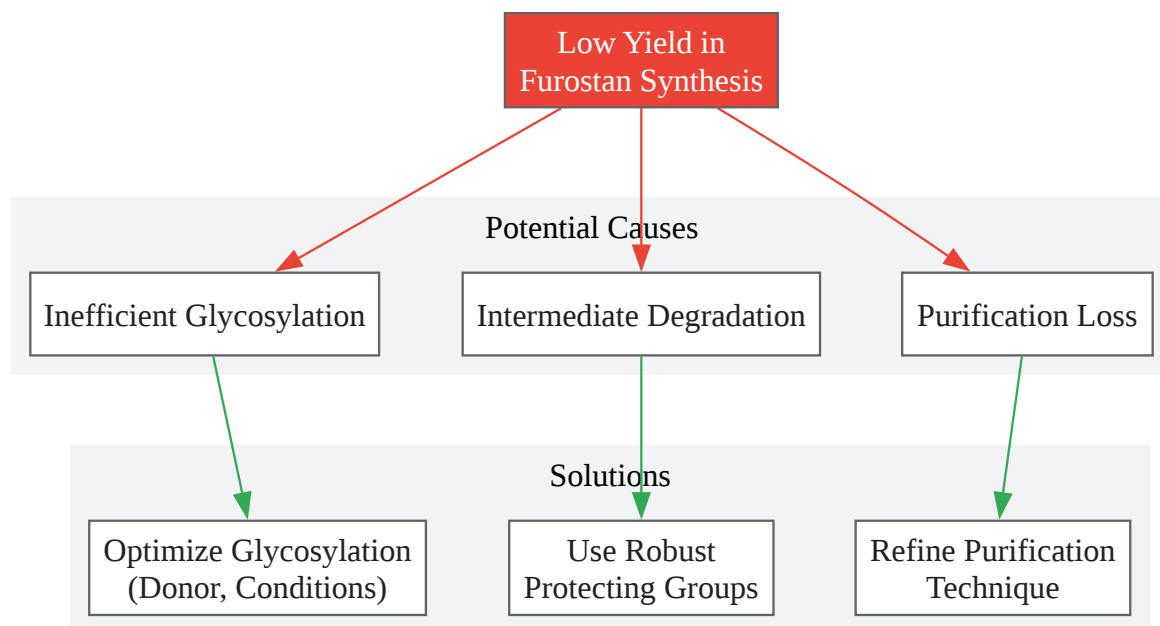 Low Yield in
Furostan Synthesis
Potential Causes
Inefficient Glycosylation
Intermediate Degradation
Purification Loss
Solutions
Optimize Glycosylation
(Donor, Conditions)
Use Robust
Protecting Groups
Refine Purification
Technique